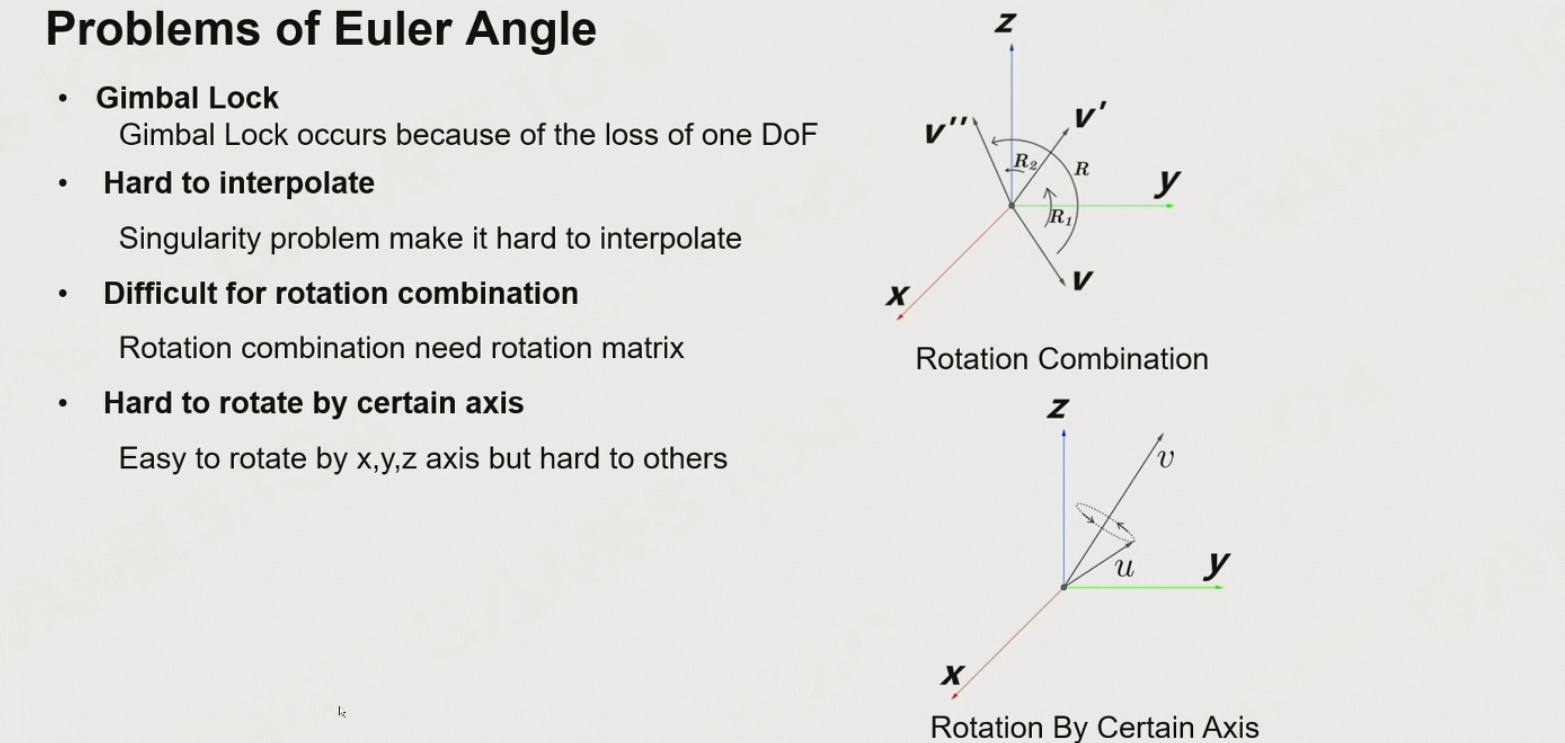 Problems of Euler Angle
• Gimbal Lock
Gimbal Lock occurs because of the loss of one DoF
• Hard to interpolate
Singularity problem make it hard to interpolate
• Difficult for rotation combination
Rotation combination need rotation matrix
• Hard to rotate by certain axis
Easy to rotate by x,y,z axis but hard to others
z
v''
v'
R₂
R
y
R₁
v
x
Rotation Combination
z
v
u
y
x
Rotation By Certain Axis